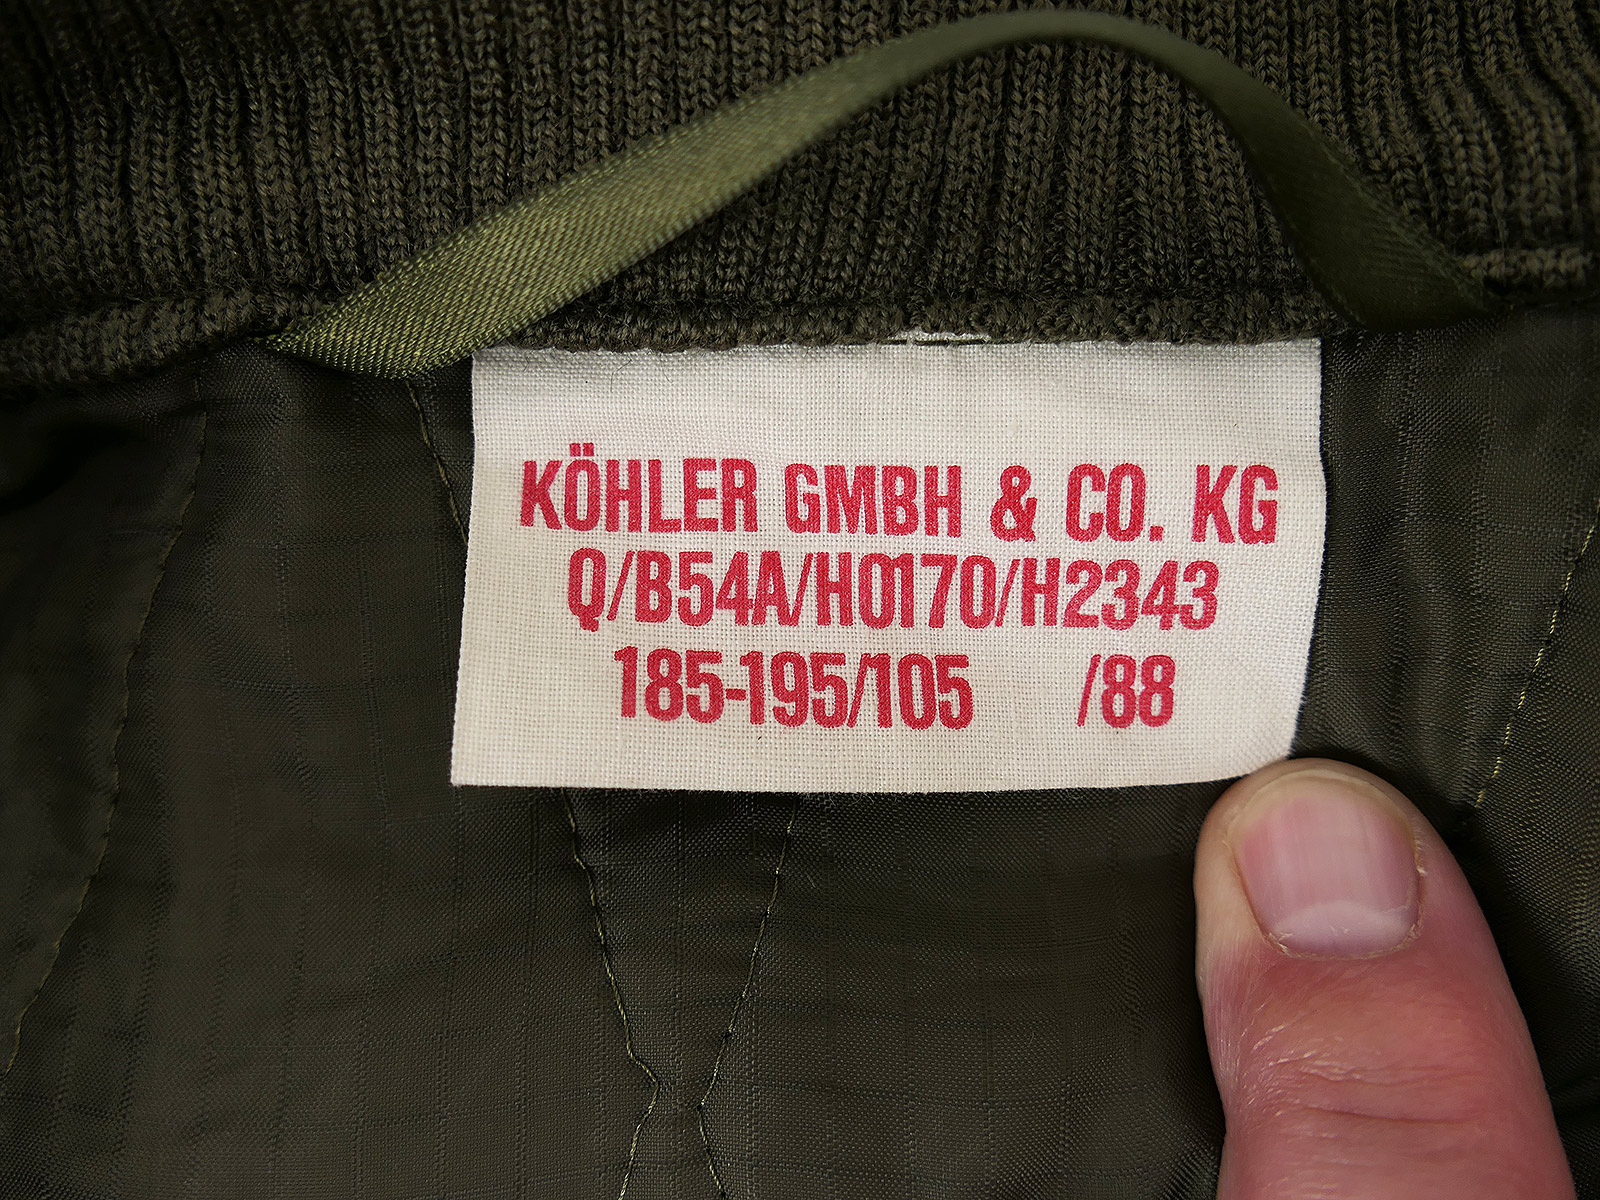 KÖHLER GMBH & CO. KG
Q/B54A/H0170/H2343
185-195/105 /88